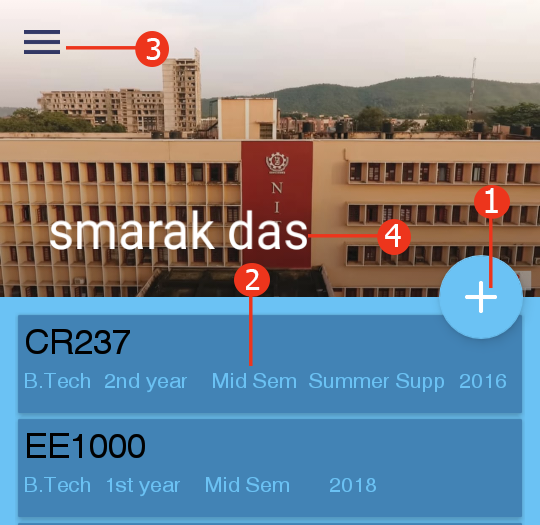 3
N
I
smarak das
1
4
2
+
CR237
B.Tech 2nd year Mid Sem Summer Supp 2016
EE1000
B.Tech 1st year Mid Sem 2018